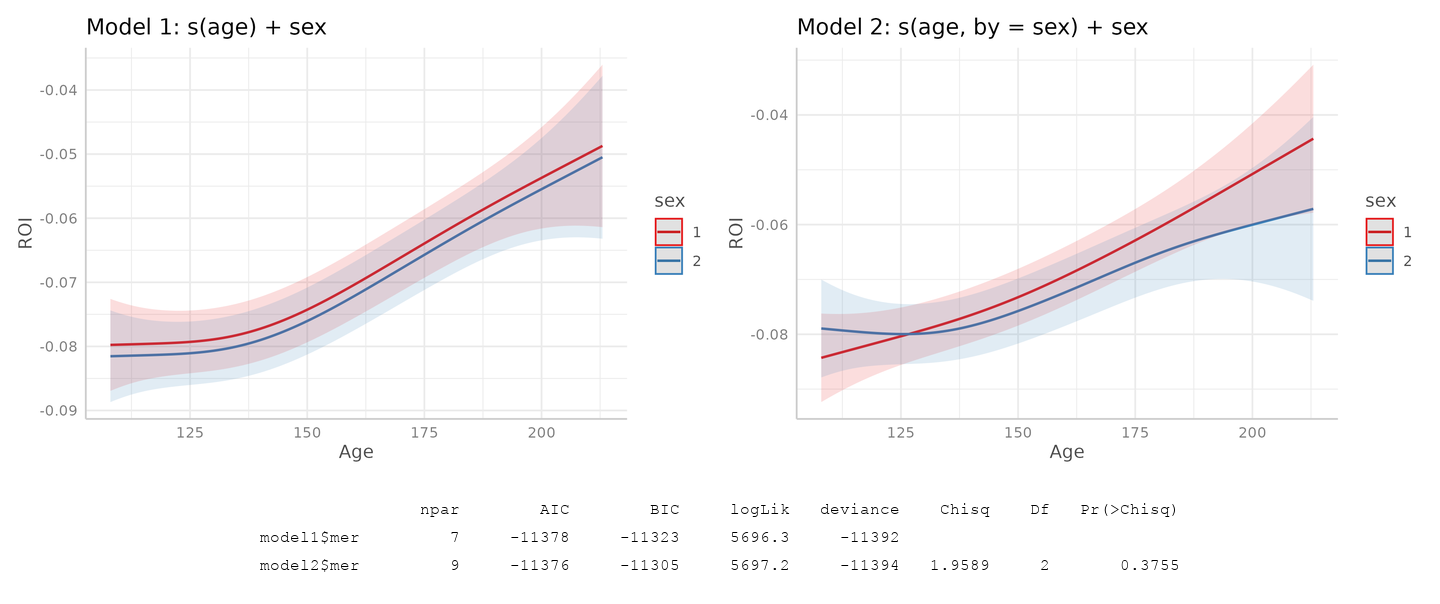 Model 1: s(age) + sex
-0.04
-0.05
-0.06
-0.07
-0.08
-0.09
ROI
125 150 175 200
Age
sex
1
2
Model 2: s(age, by = sex) + sex
-0.04
-0.06
-0.08
ROI
125 150 175 200
Age
sex
1
2
npar AIC BIC logLik deviance Chisq Df Pr(>Chisq)
model1$mer 7 -11378 -11323 5696.3 -11392
model2$mer 9 -11376 -11305 5697.2 -11394 1.9589 2 0.3755